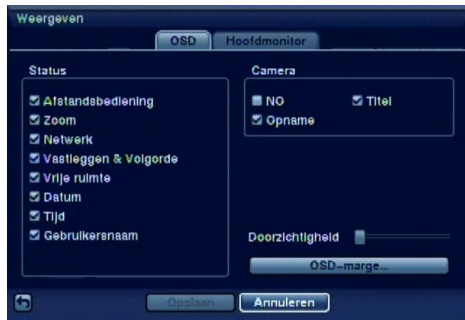 Weergeven
OSD
Hoofdmonitor
Status
Afstandsbediening
Zoom
Netwerk
Vastleggen & Volgorde
Vrije ruimte
Datum
Tijd
Gebruikersnaam
Camera
NO
Titel
Opname
Doorzichtigheid
OSD-marge...
Opslaan
Annuleren